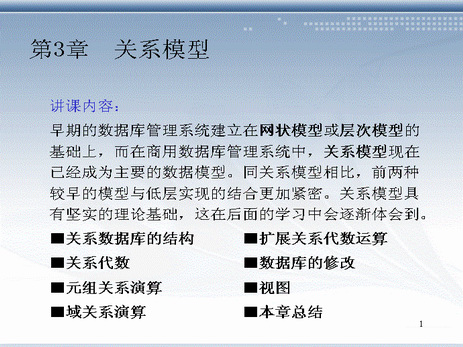 第3章 关系模型
讲课内容：
早期的数据库管理系统建立在网状模型或层次模型的
基础上，而在商用数据库管理系统中，关系模型现在
已经成为主要的数据模型。同关系模型相比，前两种
较早的模型与低层实现的结合更加紧密。关系模型具
有坚实的理论基础，这在后面的学习中会逐渐体会到。
■关系数据库的结构 ■扩展关系代数运算
■关系代数 ■数据库的修改
■元组关系演算 ■视图
■域关系演算 ■本章总结
1